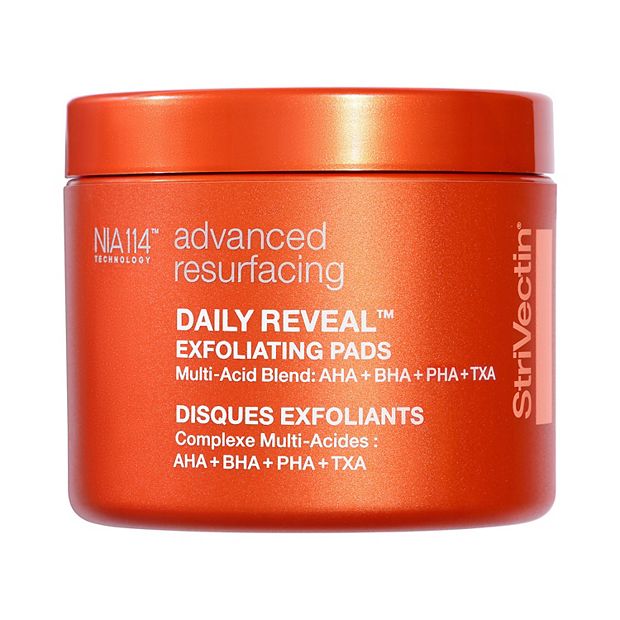 NIA114™
TECHNOLOGY
advanced
resurfacing
DAILY REVEAL™
EXFOLIATING PADS
Multi-Acid Blend: AHA + BHA + PHA + TXA
DISQUES EXFOLIANTS
Complexe Multi-Acides :
AHA + BHA + PHA + TXA
StriVectin®